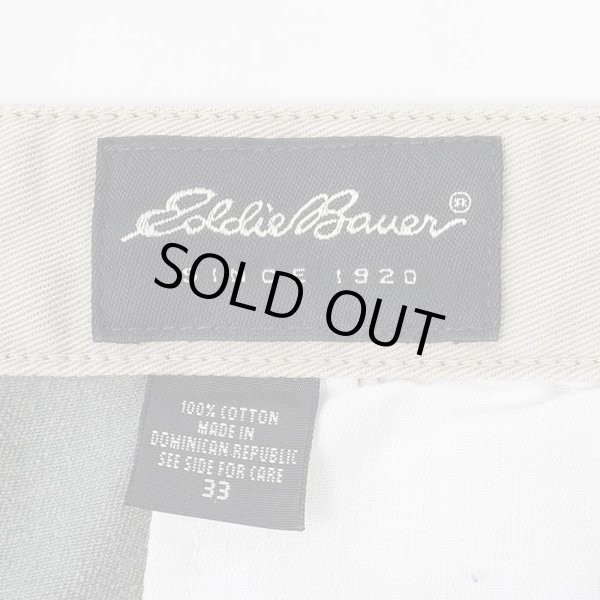 Eddie Bauer ®
SINCE 1920
SOLD OUT
100% COTTON
MADE IN
DOMINICAN REPUBLIC
SEE SIDE FOR CARE
33